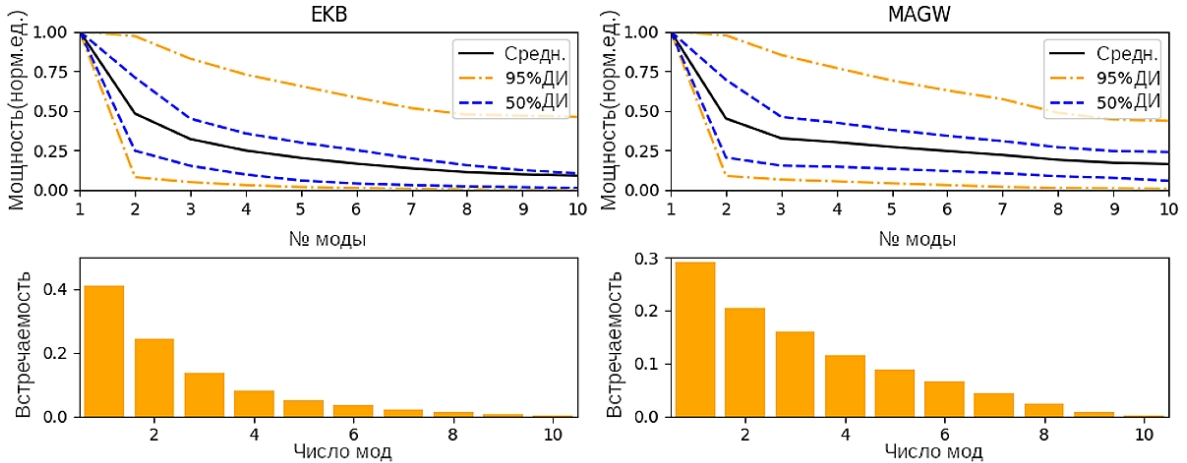 EKB
Мощность(норм.ед.)
1.00
0.75
0.50
0.25
0.00
Средн.
95%ДИ
50%ДИ
1 2 3 4 5 6 7 8 9 10
№ моды
MAGW
Мощность(норм.ед.)
1.00
0.75
0.50
0.25
0.00
Средн.
95%ДИ
50%ДИ
1 2 3 4 5 6 7 8 9 10
№ моды
Встречаемость
0.4
0.2
0.0
2 4 6 8 10
Число мод
Встречаемость
0.3
0.2
0.1
0.0
2 4 6 8 10
Число мод